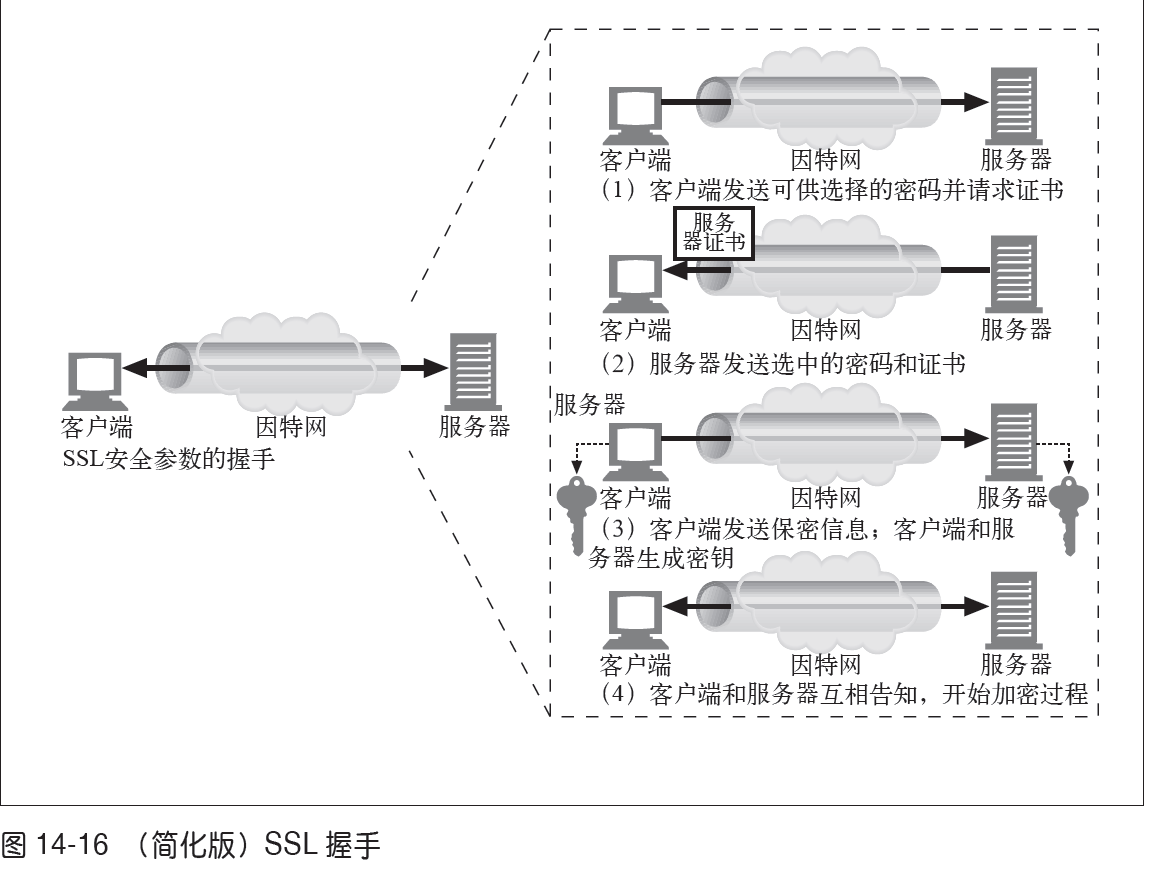 客户端
因特网
服务器
SSL安全参数的握手
客户端
因特网
服务器
（1）客户端发送可供选择的密码并请求证书
服务
器证书
客户端
因特网
服务器
（2）服务器发送选中的密码和证书
服务器
客户端
因特网
服务器
（3）客户端发送保密信息；客户端和服
务器生成密钥
客户端
因特网
服务器
（4）客户端和服务器互相告知，开始加密过程
图 14-16 （简化版）SSL 握手